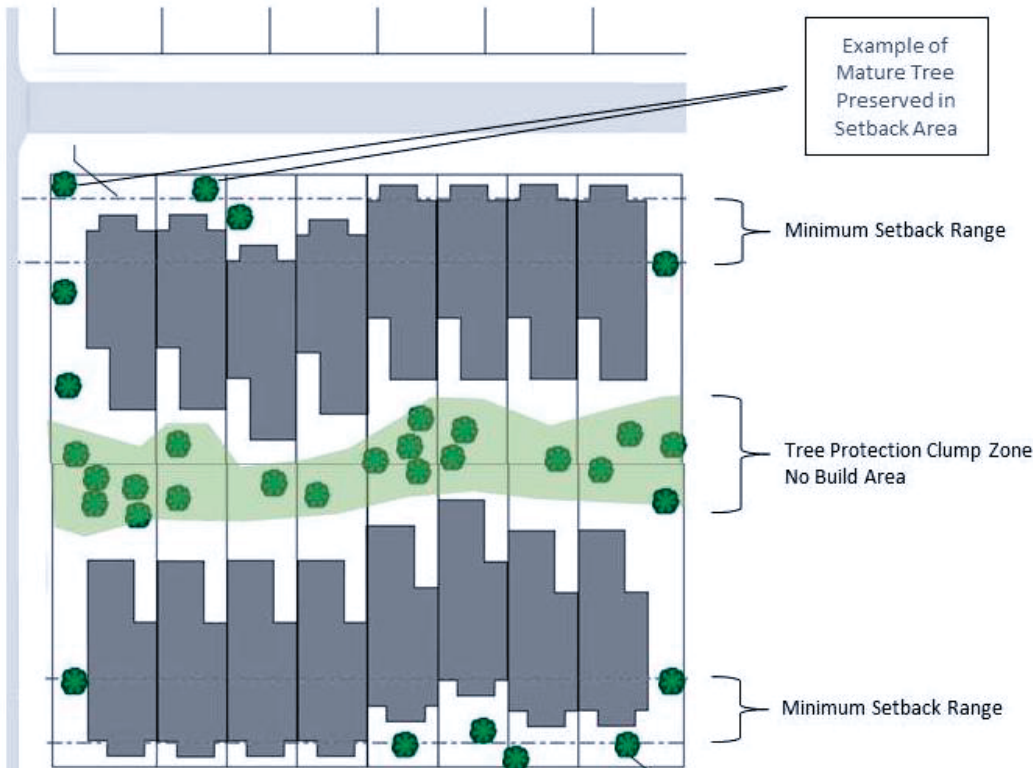 Example of
Mature Tree
Preserved in
Setback Area
Minimum Setback Range
Tree Protection Clump Zone
No Build Area
Minimum Setback Range